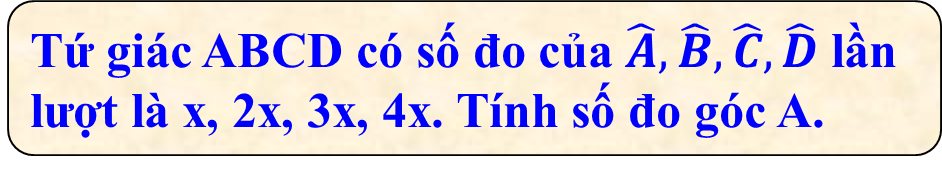 Tứ giác ABCD có số đo của Â, B̂, Ĉ, D̂ lần
lượt là x, 2x, 3x, 4x. Tính số đo góc A.